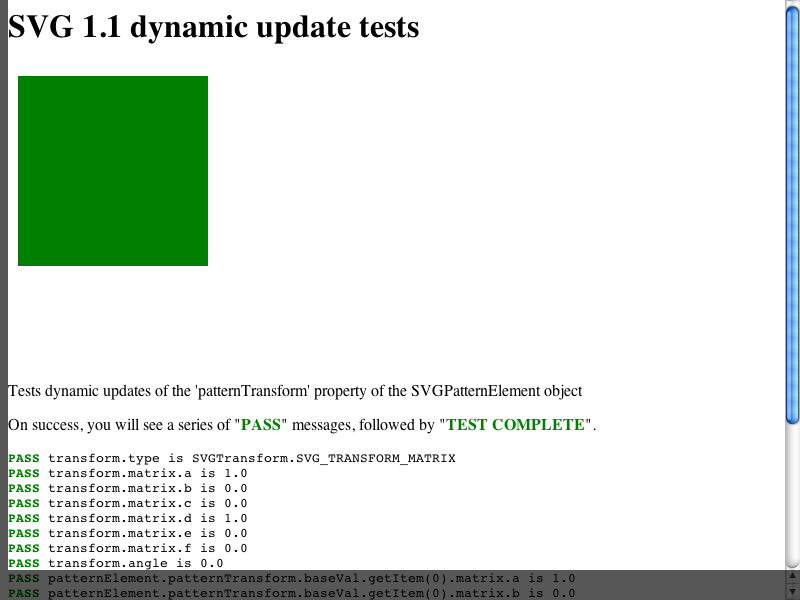 SVG 1.1 dynamic update tests
Tests dynamic updates of the 'patternTransform' property of the SVGPatternElement object
On success, you will see a series of "PASS" messages, followed by "TEST COMPLETE".
PASS transform.type is SVGTransform.SVG_TRANSFORM_MATRIX
PASS transform.matrix.a is 1.0
PASS transform.matrix.b is 0.0
PASS transform.matrix.c is 0.0
PASS transform.matrix.d is 1.0
PASS transform.matrix.e is 0.0
PASS transform.matrix.f is 0.0
PASS transform.angle is 0.0
PASS patternElement.patternTransform.baseVal.getItem(0).matrix.a is 1.0
PASS patternElement.patternTransform.baseVal.getItem(0).matrix.b is 0.0